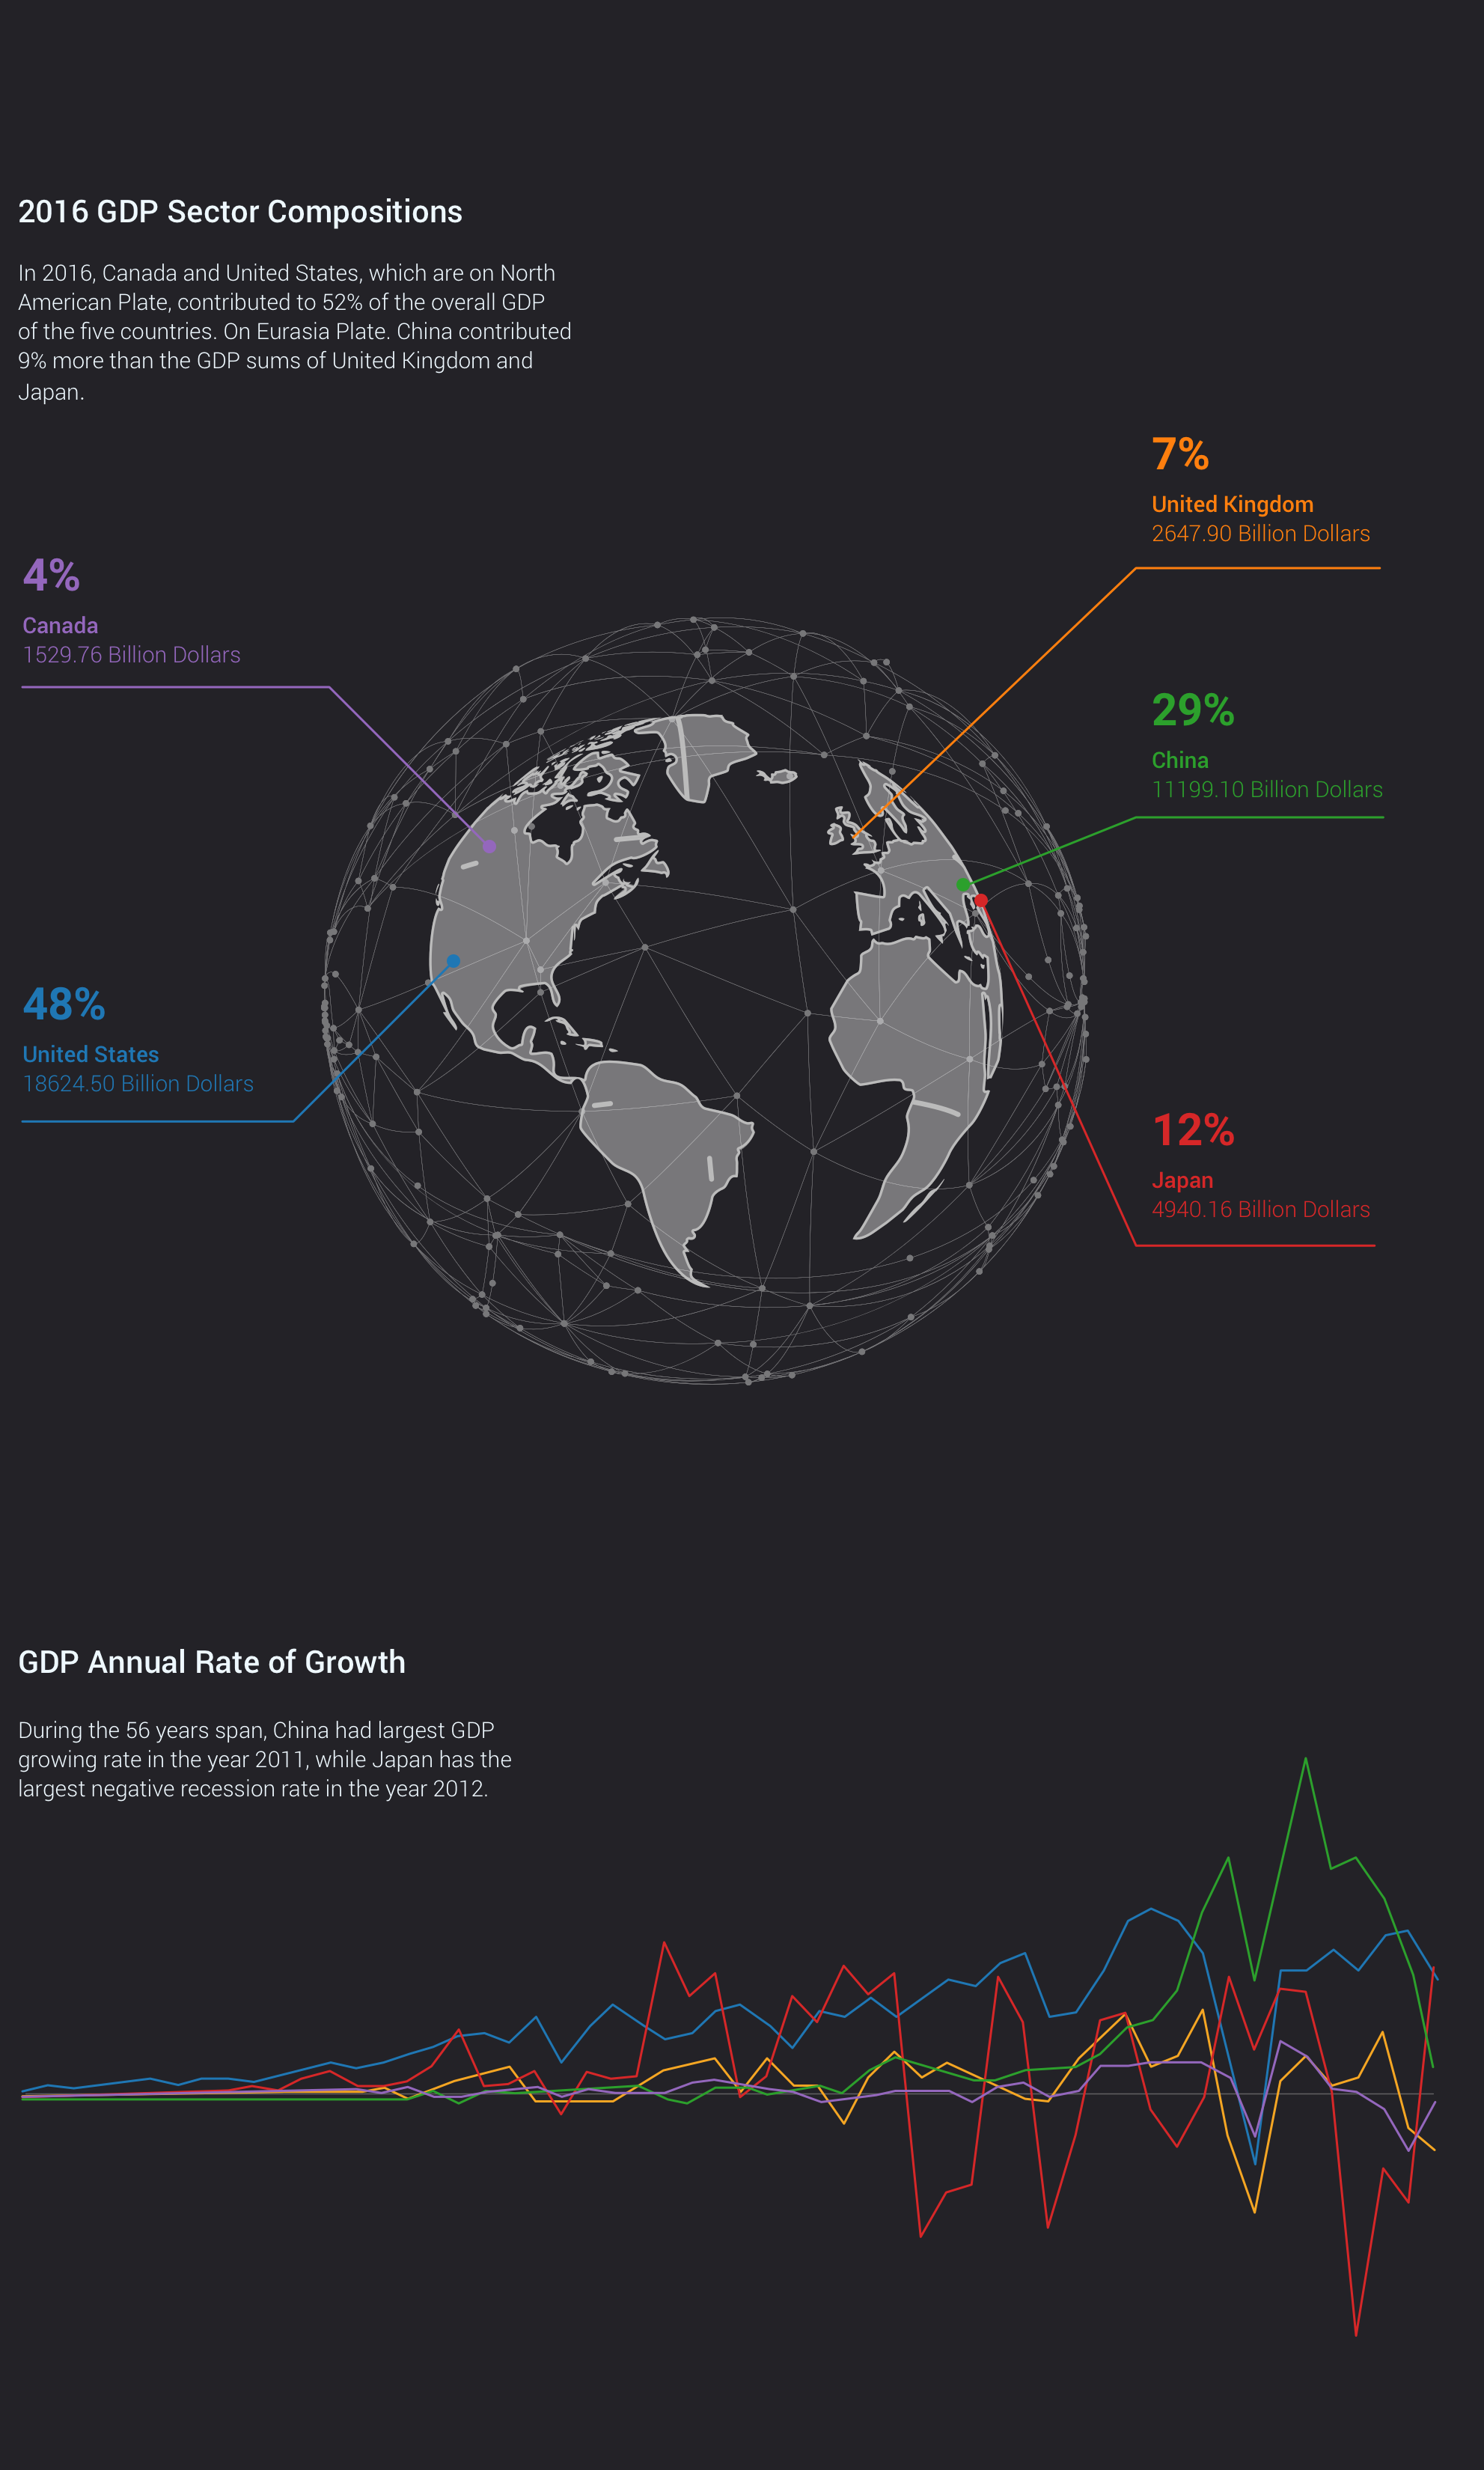 2016 GDP Sector Compositions
In 2016, Canada and United States, which are on North
American Plate, contributed to 52% of the overall GDP
of the five countries. On Eurasia Plate. China contributed
9% more than the GDP sums of United Kingdom and
Japan.
7%
United Kingdom
2647.90 Billion Dollars
4%
Canada
1529.76 Billion Dollars
29%
China
11199.10 Billion Dollars
48%
United States
18624.50 Billion Dollars
12%
Japan
4940.16 Billion Dollars
GDP Annual Rate of Growth
During the 56 years span, China had largest GDP
growing rate in the year 2011, while Japan has the
largest negative recession rate in the year 2012.